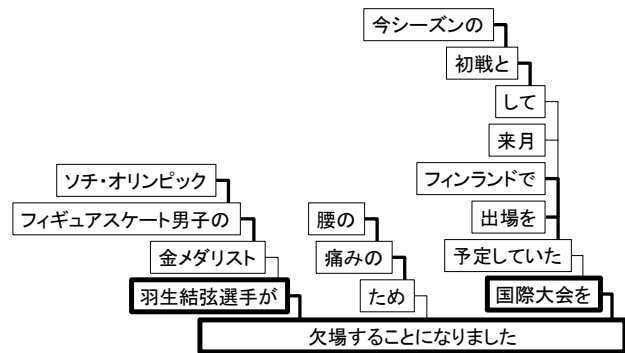 ソチ・オリンピック
フィギュアスケート男子の
金メダリスト
羽生結弦選手が
腰の
痛みの
ため
今シーズンの
初戦と
して
来月
フィンランドで
出場を
予定していた
国際大会を
欠場することになりました